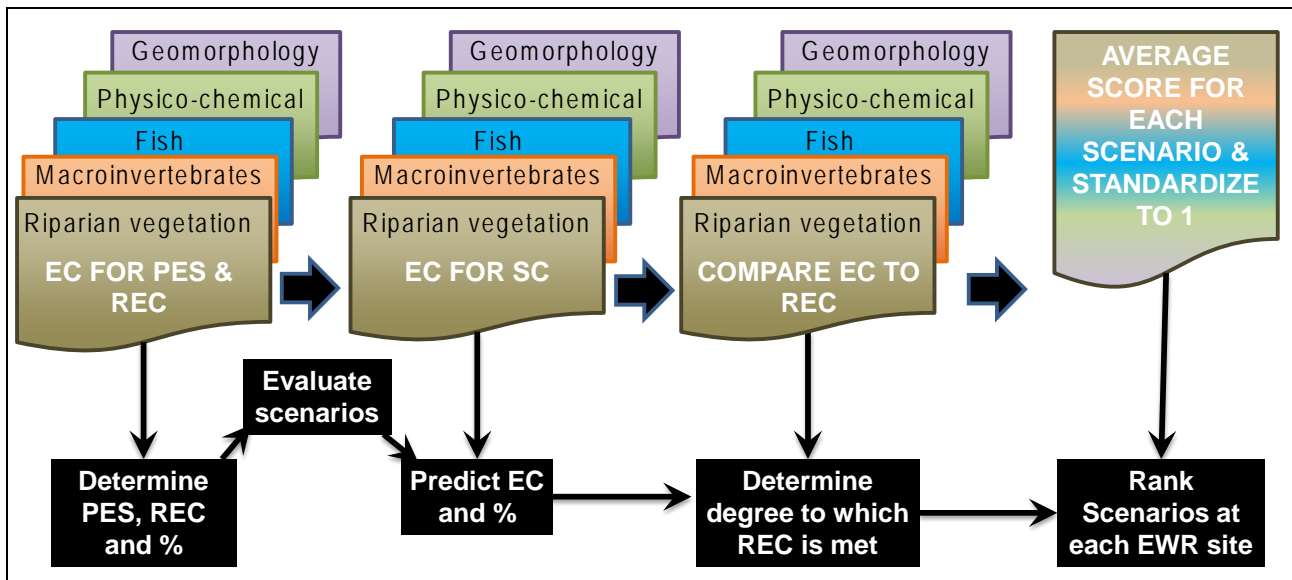 Geomorphology
Physico-chemical
Fish
Macroinvertebrates
Riparian vegetation
EC FOR PES &
REC
Geomorphology
Physico-chemical
Fish
Macroinvertebrates
Riparian vegetation
EC FOR SC
Geomorphology
Physico-chemical
Fish
Macroinvertebrates
Riparian vegetation
COMPARE EC TO
REC
AVERAGE
SCORE FOR
EACH
SCENARIO &
STANDARDIZE
TO 1
Determine
PES, REC
and %
Evaluate
scenarios
Predict EC
and %
Determine
degree to which
REC is met
Rank
Scenarios at
each EWR site